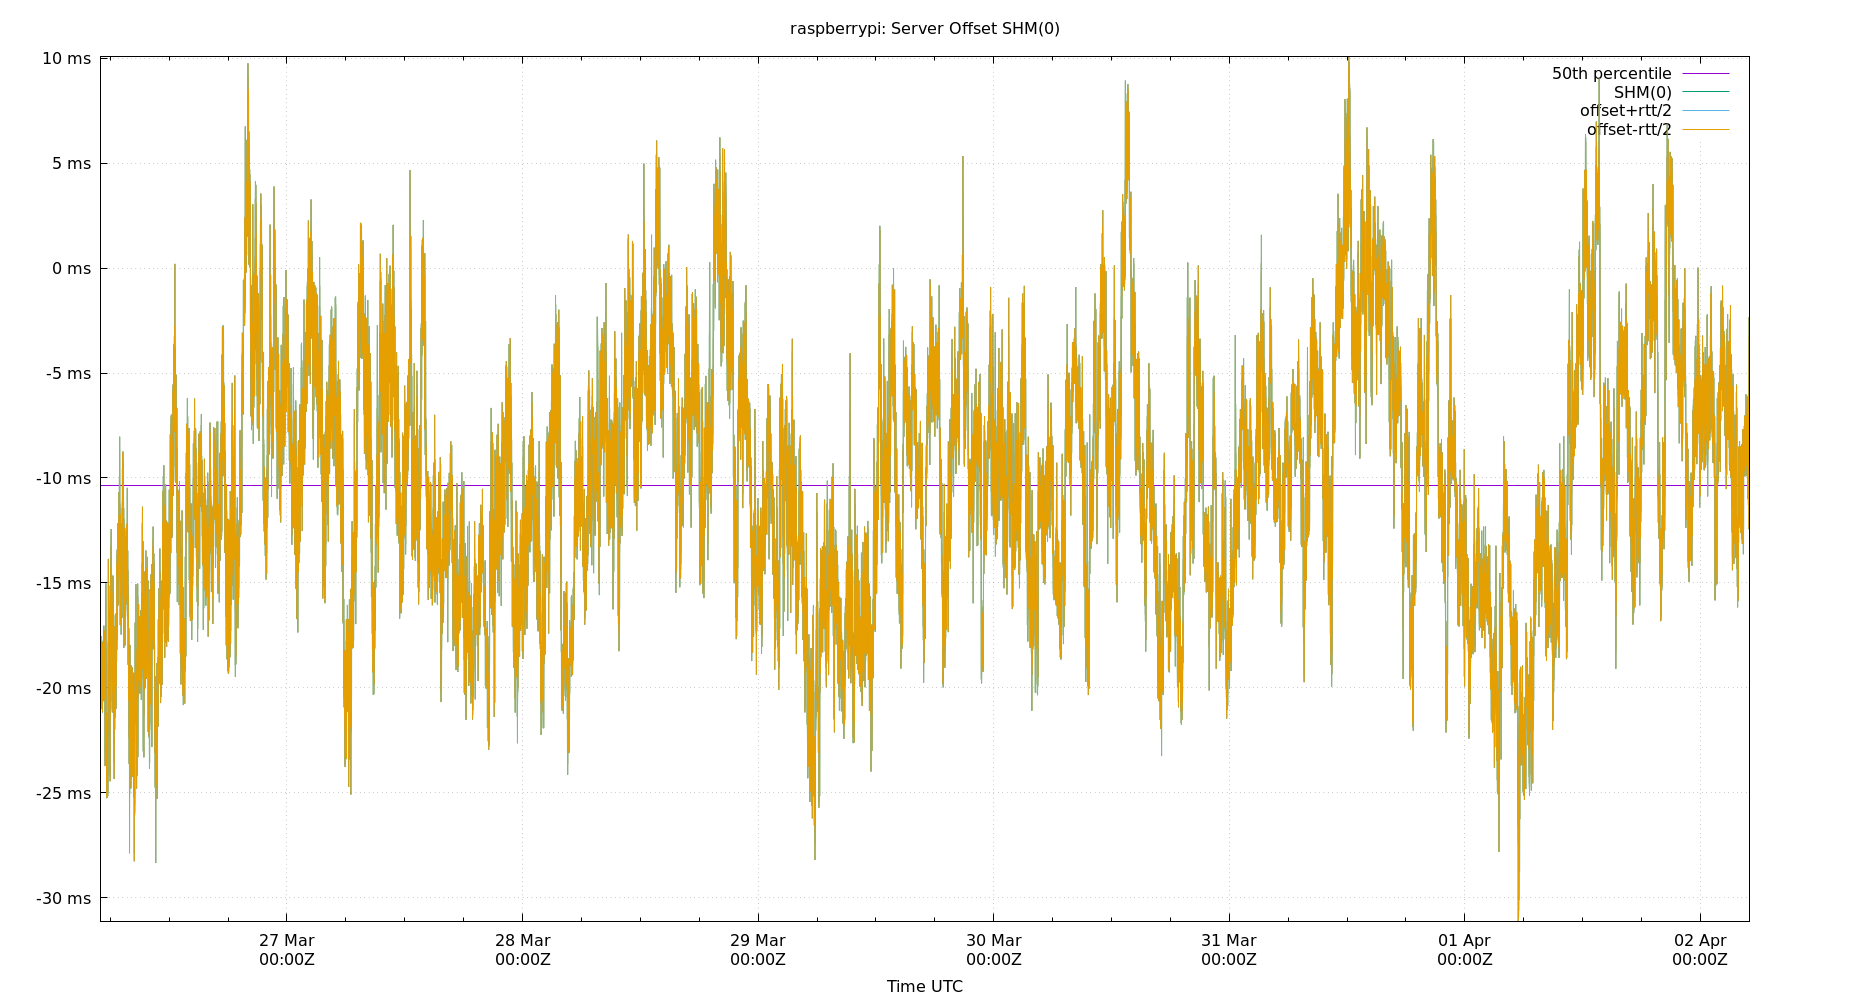 raspberrypi: Server Offset SHM(0)
10 ms
5 ms
0 ms
-5 ms
-10 ms
-15 ms
-20 ms
-25 ms
-30 ms
50th percentile
SHM(0)
offset+rtt/2
offset-rtt/2
27 Mar
00:00Z
28 Mar
00:00Z
29 Mar
00:00Z
30 Mar
00:00Z
31 Mar
00:00Z
01 Apr
00:00Z
02 Apr
00:00Z
Time UTC